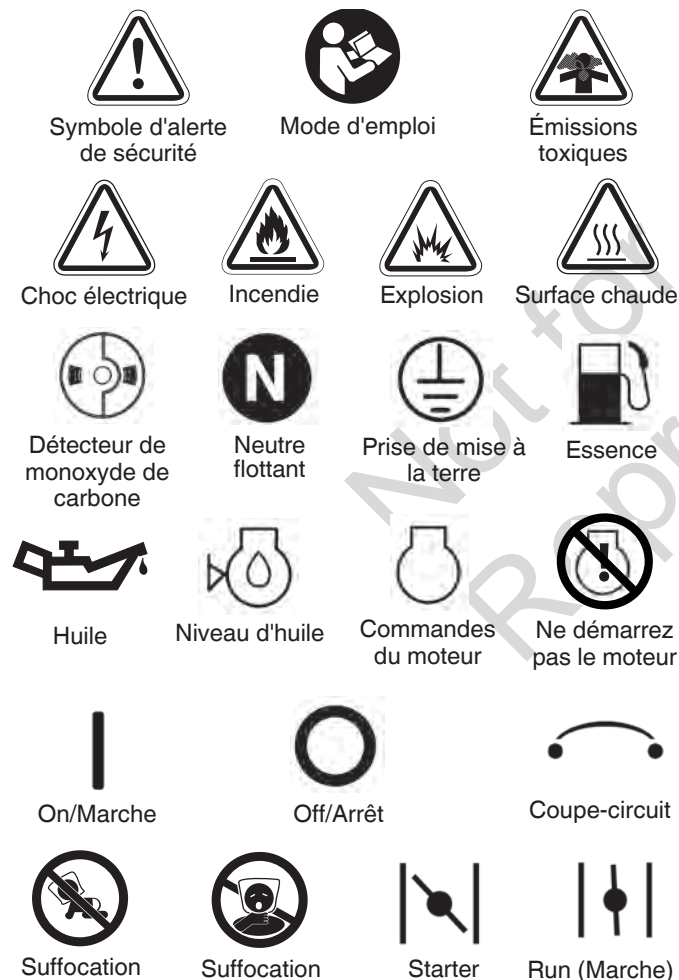 Symbole d'alerte
de sécurité
Mode d'emploi
Émissions
toxiques
Choc électrique
Incendie
Explosion
Surface chaude
Détecteur de
monoxyde de
carbone
N
Neutre
flottant
Prise de mise à
la terre
Essence
Huile
Niveau d'huile
Commandes
du moteur
Ne démarrez
pas le moteur
On/Marche
Off/Arrêt
Coupe-circuit
Suffocation
Suffocation
Starter
Run (Marche)
Not for